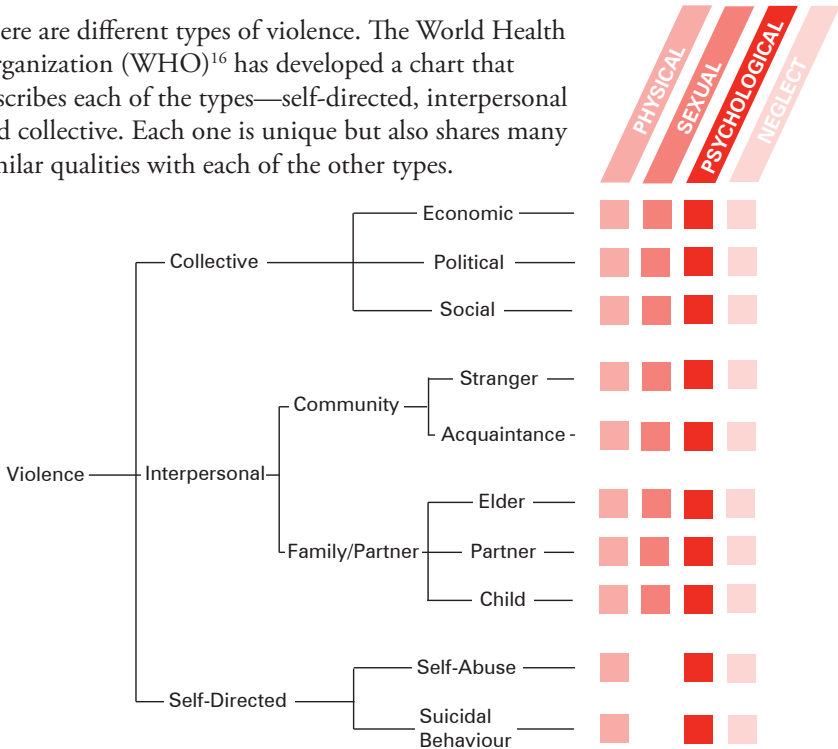 ere are different types of violence. The World Health
rganization (WHO)¹⁶ has developed a chart that
scribes each of the types—self-directed, interpersonal
d collective. Each one is unique but also shares many
milar qualities with each of the other types.
PHYSICAL
SEXUAL
PSYCHOLOGICAL
NEGLECT
Economic
Collective
Political
Social
Stranger
Community
Acquaintance
Violence
Interpersonal
Elder
Family/Partner
Partner
Child
Self-Abuse
Self-Directed
Suicidal
Behaviour